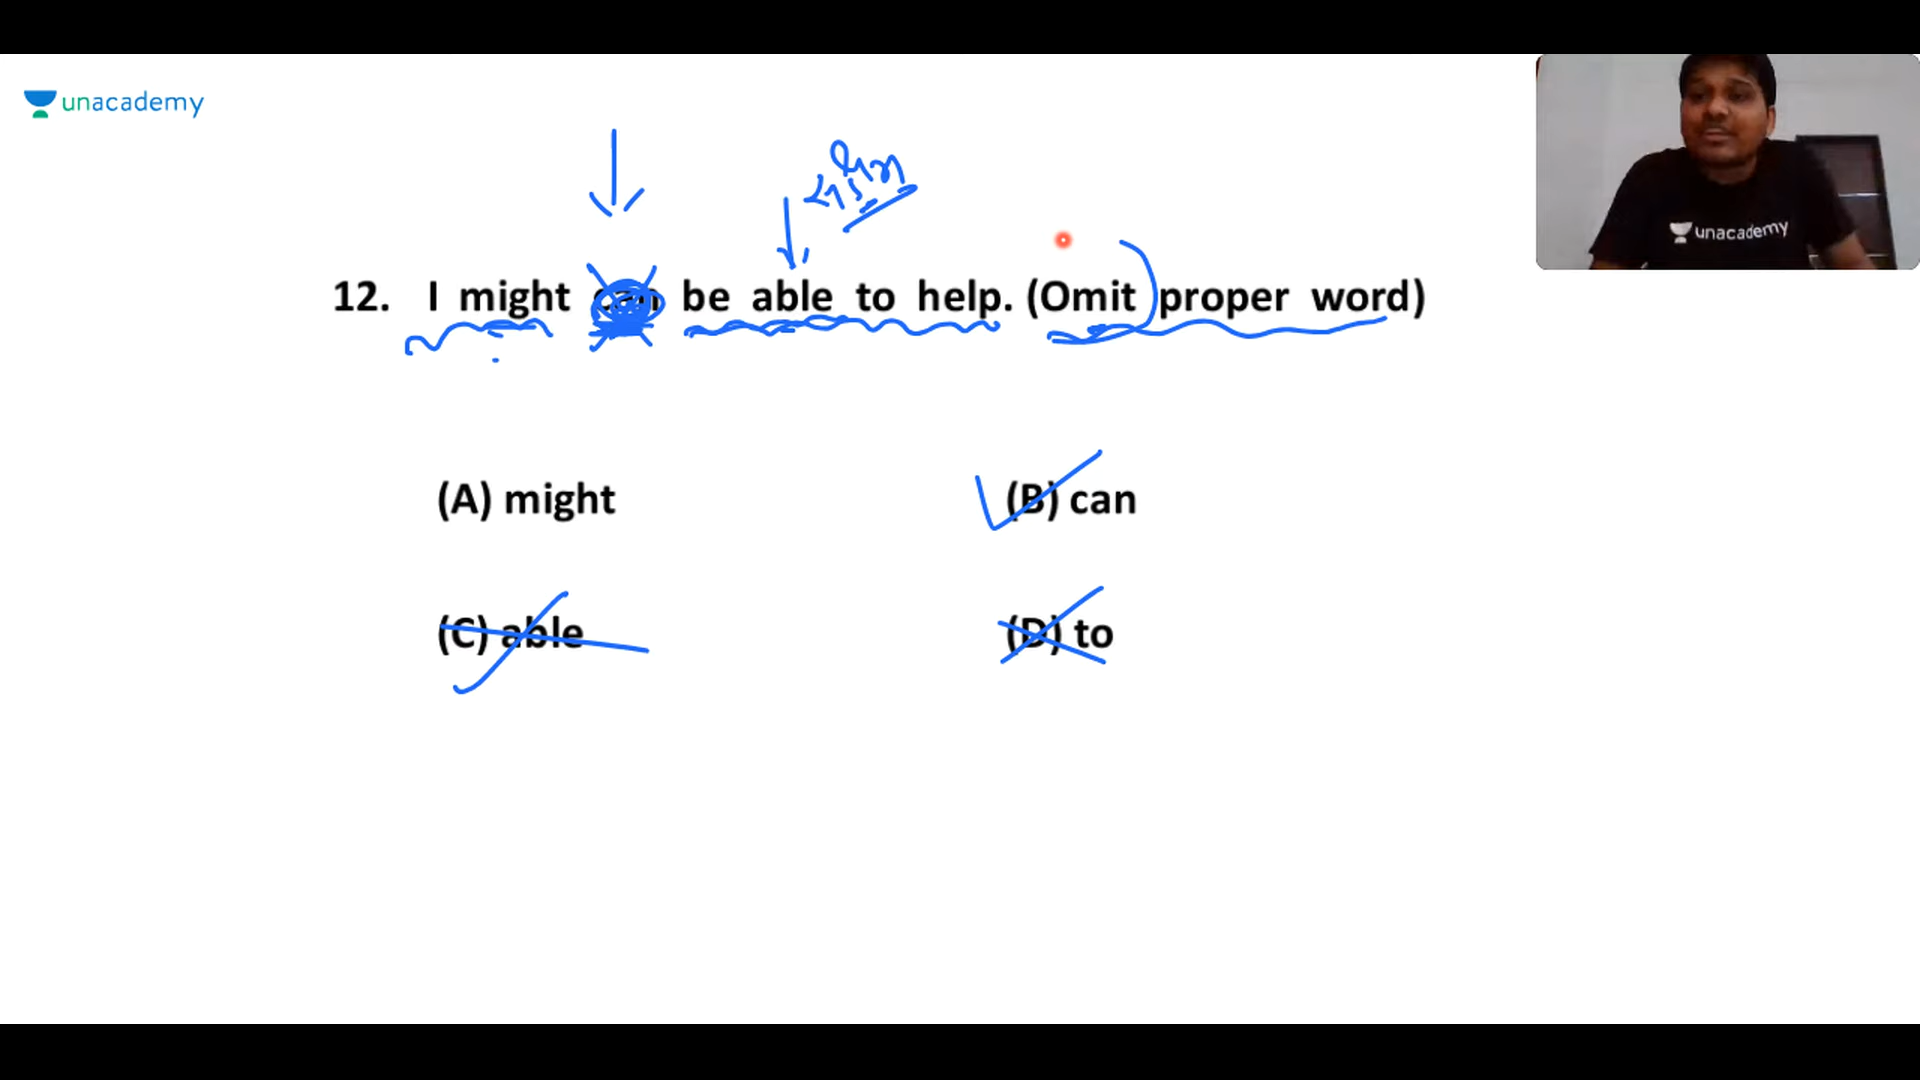 unacademy
unacademy
12. I might can be able to help. (Omit proper word)
(A) might
(B) can
(C) able
(D) to